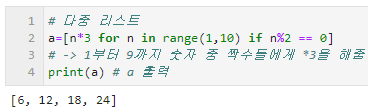 1 # 다중 리스트
2 a=[n*3 for n in range(1,10) if n%2 == 0]
3 # -> 1부터 9까지 숫자 중 짝수들에게 *3을 해줌
4 print(a) # a 출력
[6, 12, 18, 24]